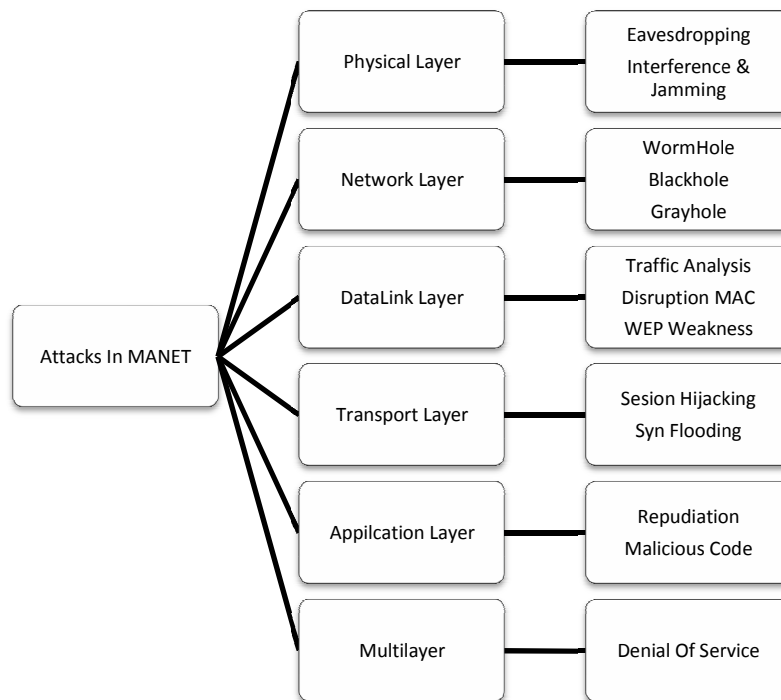 Attacks In MANET
Physical Layer
Eavesdropping
Interference &
Jamming
Network Layer
WormHole
Blackhole
Grayhole
DataLink Layer
Traffic Analysis
Disruption MAC
WEP Weakness
Transport Layer
Sesion Hijacking
Syn Flooding
Appilcation Layer
Repudiation
Malicious Code
Multilayer
Denial Of Service